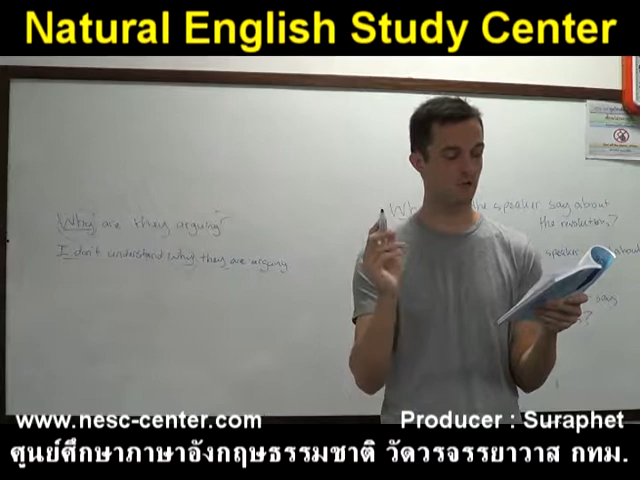 Natural English Study Center
Why are they arguing?
I don't understand why they are arguing
the speaker say about
the revolutions?
speaker about
say
www.nesc-center.com
Producer : Suraphet
ศูนย์ศึกษาภาษาอังกฤษธรรมชาติ วัดวรจรรยาวาส กทม.